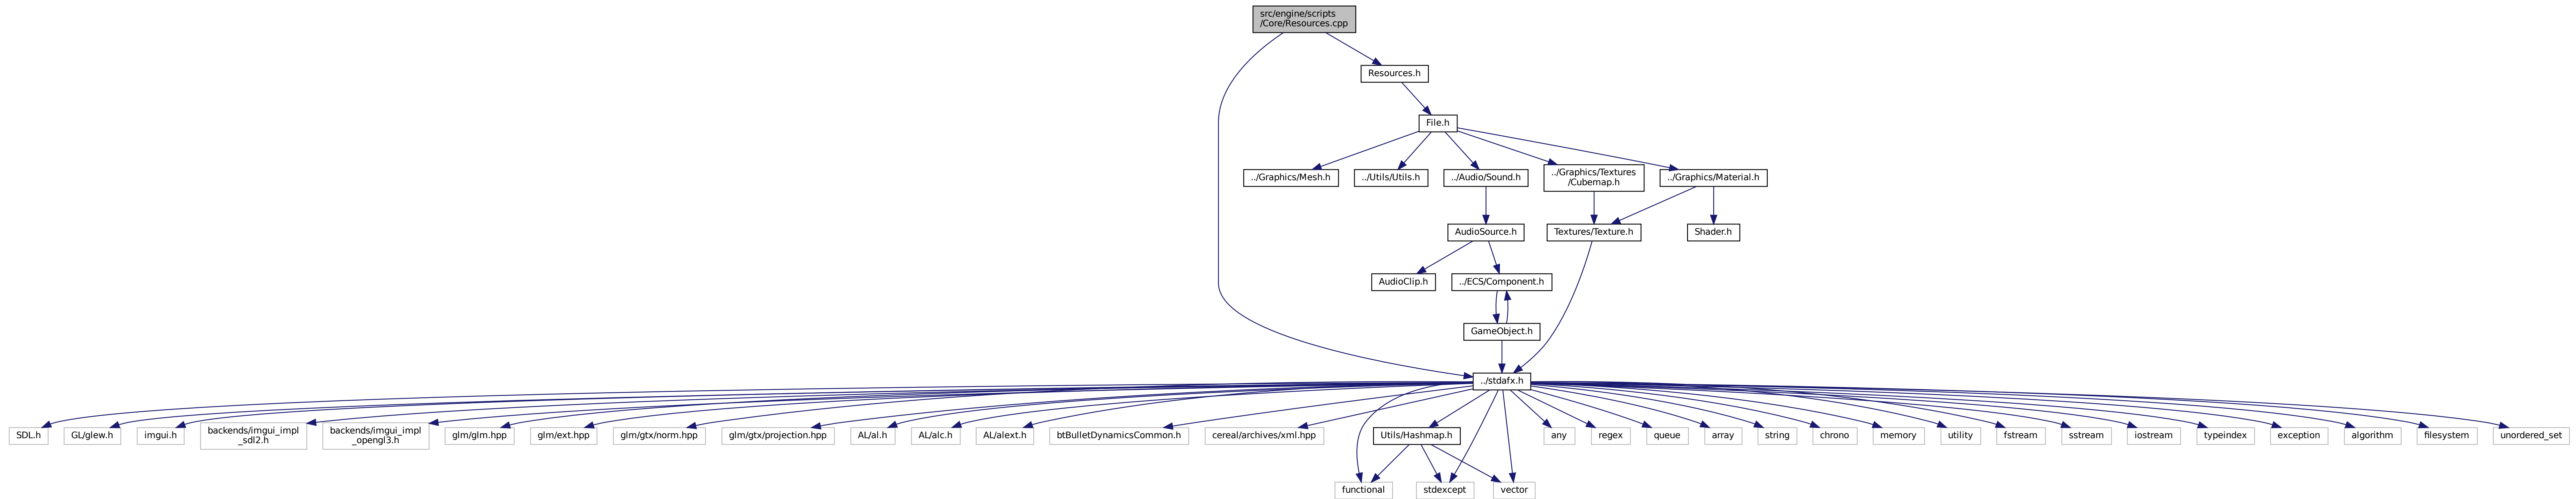 src/engine/scripts
/Core/Resources.cpp
Resources.h
File.h
../Graphics/Mesh.h
../Utils/Utils.h
../Audio/Sound.h
../Graphics/Textures
/Cubemap.h
../Graphics/Material.h
AudioSource.h
Textures/Texture.h
Shader.h
AudioClip.h
../ECS/Component.h
GameObject.h
../stdafx.h
SDL.h
GL/glew.h
imgui.h
backends/imgui_impl
_sdl2.h
backends/imgui_impl
_opengl3.h
glm/glm.hpp
glm/ext.hpp
glm/gtx/norm.hpp
glm/gtx/projection.hpp
AL/al.h
AL/alc.h
AL/alext.h
btBulletDynamicsCommon.h
cereal/archives/xml.hpp
Utils/Hashmap.h
any
regex
queue
array
string
chrono
memory
utility
fstream
sstream
iostream
typeindex
exception
algorithm
filesystem
unordered_set
functional
stdexcept
vector